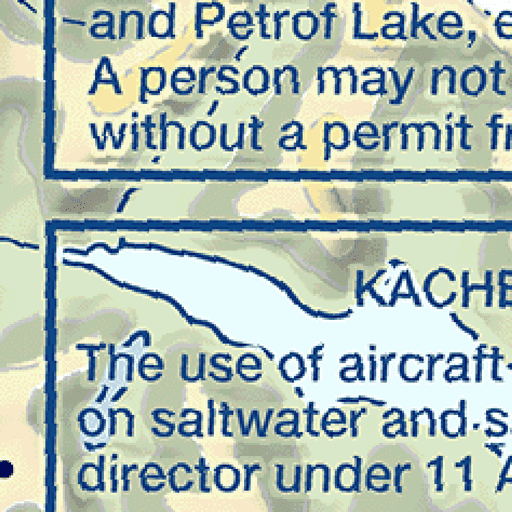 and Petrof Lake,
A person may not
without a permit
KACHE
The use of aircraft
on saltwater and
director under 11